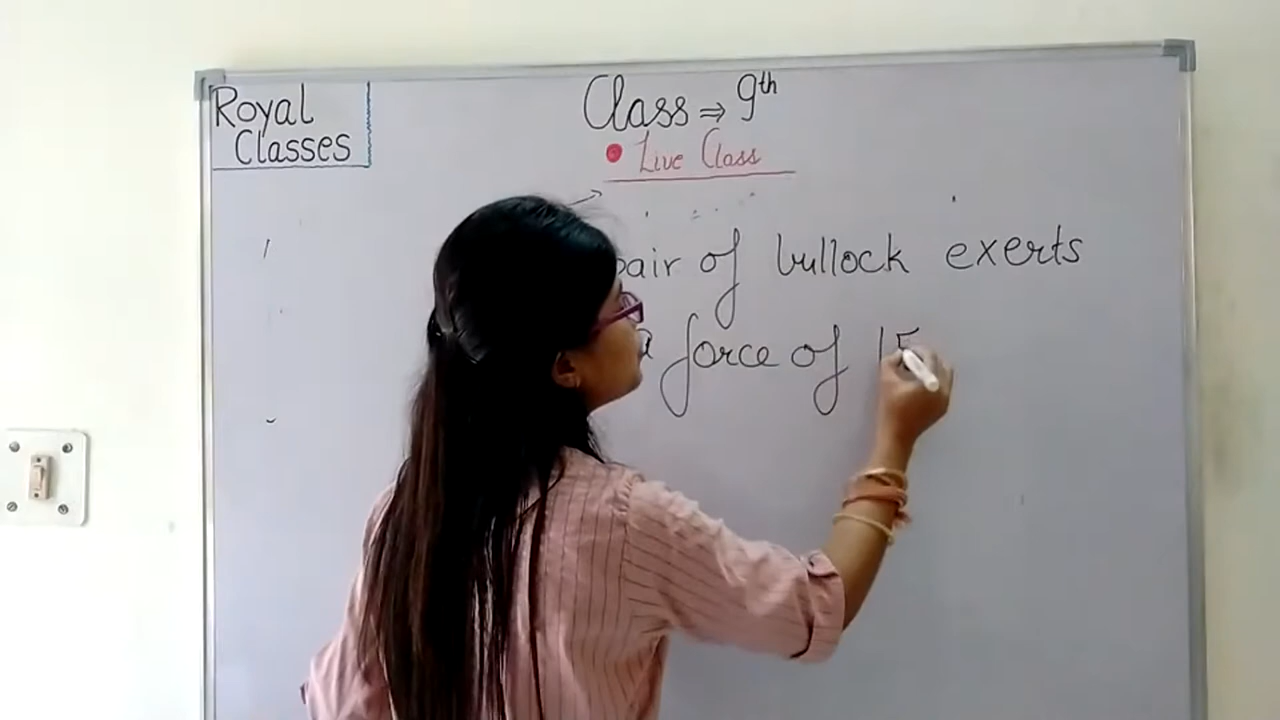 Royal
Classes
Class ⇒ 9th
• Live Class
pair of bullock exerts
a force of 15